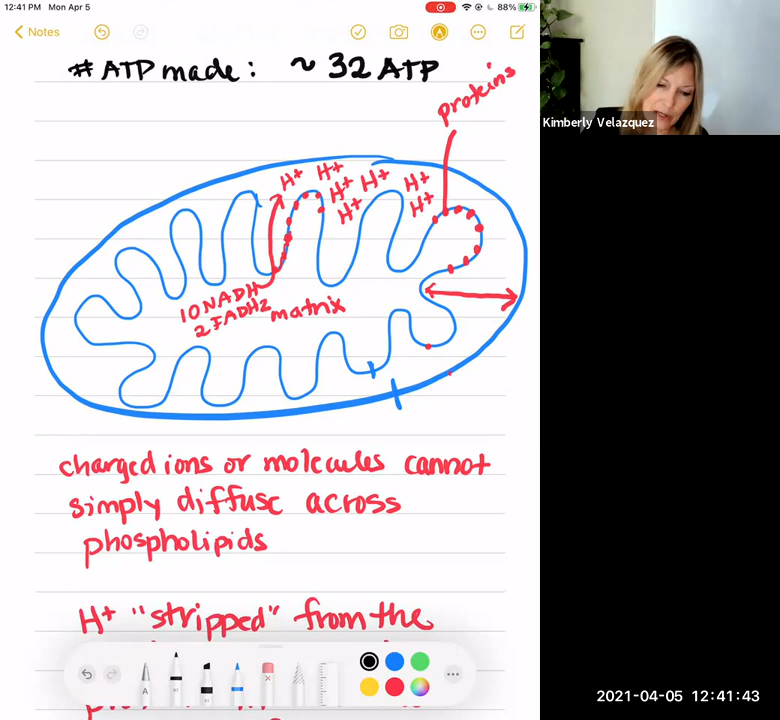 12:41 PM Mon Apr 5
88%
Notes
# ATP made: ~ 32 ATP
proteins
Kimberly Velazquez
H+ H+ H+ H+ H+ H+ H+
10 NADH
2 FADH2 matrix
charged ions or molecules cannot
simply diffuse across
phospholipids
H+ "stripped" from the
A
2021-04-05 12:41:43